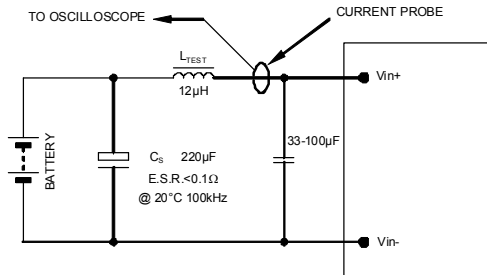 TO OSCILLOSCOPE
CURRENT PROBE
LTEST
12µH
Vin+
33-100µF
BATTERY
Cs 220µF
E.S.R.<0.1Ω
@ 20°C 100kHz
Vin-